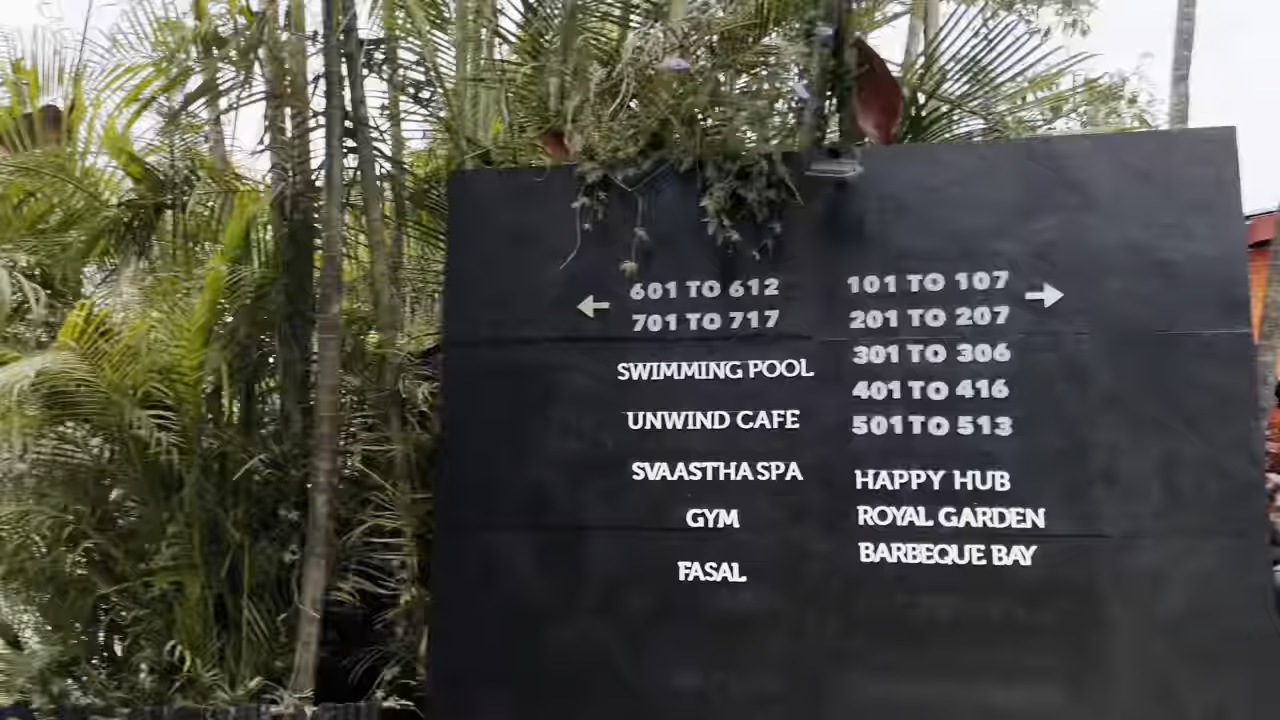 601 TO 612
701 TO 717
SWIMMING POOL
UNWIND CAFE
SVAASTHA SPA
GYM
FASAL
101 TO 107
201 TO 207
301 TO 306
401 TO 416
501 TO 513
HAPPY HUB
ROYAL GARDEN
BARBEQUE BAY